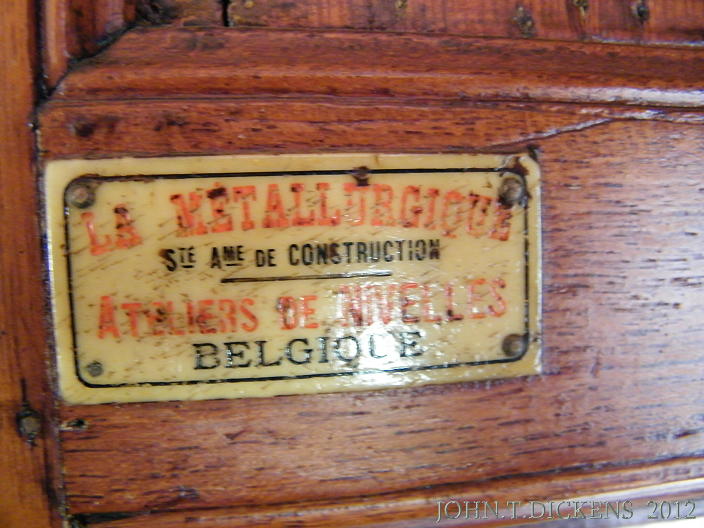 LA METALLURGIQUE
STÉ AME DE CONSTRUCTION
ATELIERS DE NIVELLES
BELGIQUE
JOHN.T.DICKENS 2012